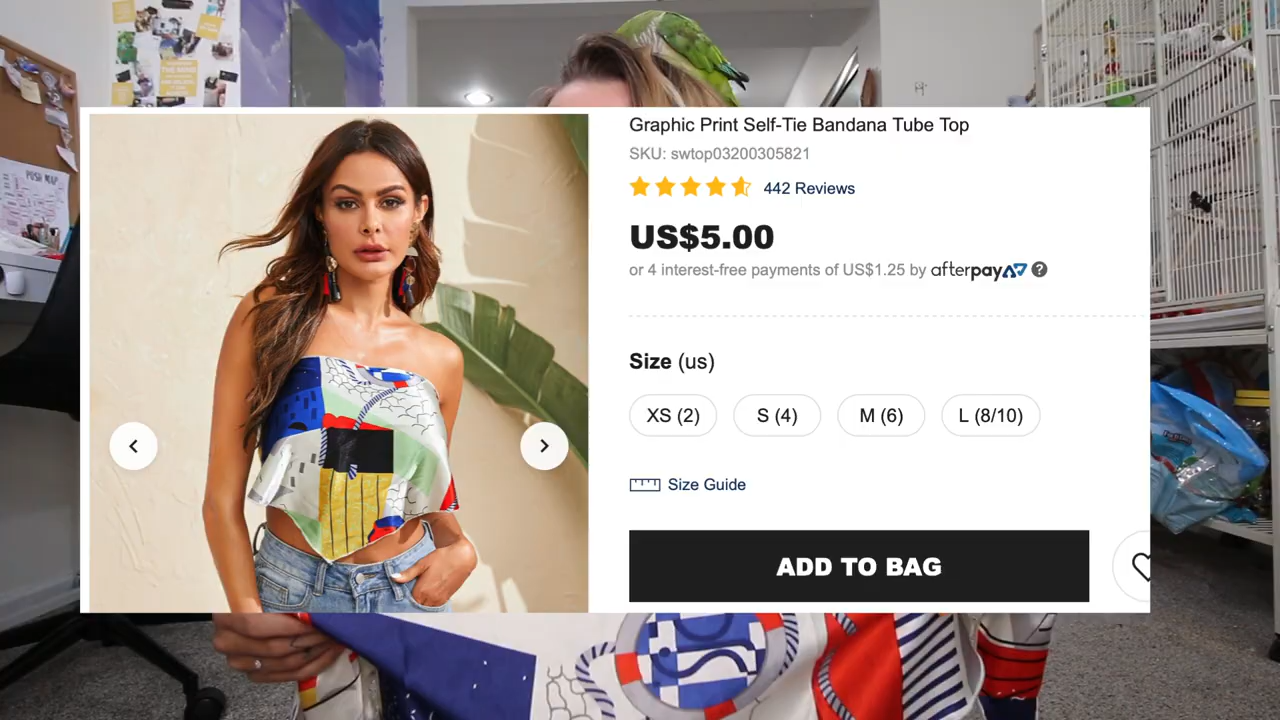 Graphic Print Self-Tie Bandana Tube Top
SKU: swtop03200305821
442 Reviews
US$5.00
or 4 interest-free payments of US$1.25 by afterpay
?
Size (us)
XS (2) S (4) M (6) L (8/10)
Size Guide
ADD TO BAG
PUSH MAP